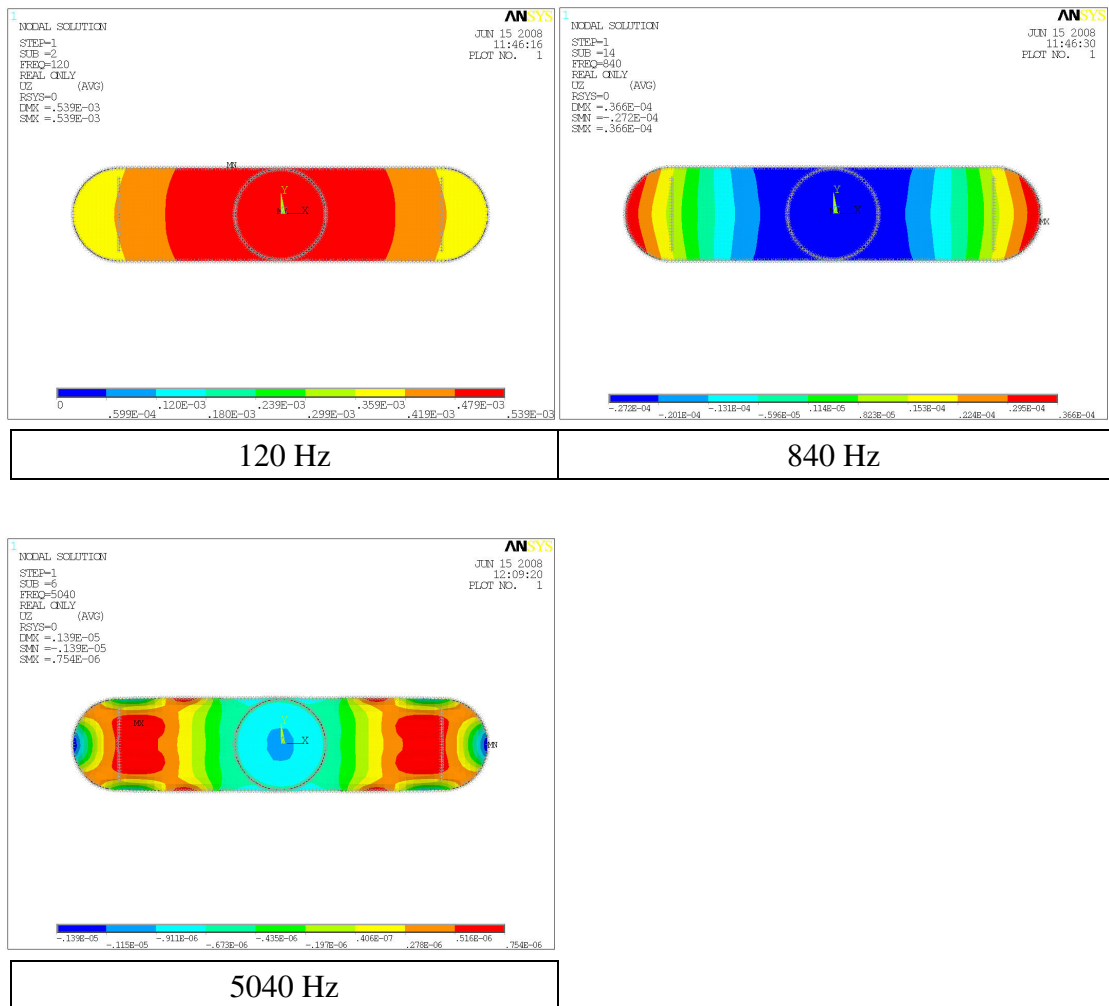 1
ANSYS
NODAL SOLUTION
JUN 15 2008
11:46:16
PLOT NO. 1
STEP=1
SUB =2
FREQ=120
REAL ONLY
UZ (AVG)
RSYS=0
DMX =.539E-03
SMX =.539E-03
MN
Y
MX
X
0 .120E-03 .239E-03 .359E-03 .479E-03
.599E-04 .180E-03 .299E-03 .419E-03 .539E-03
120 Hz
1
ANSYS
NODAL SOLUTION
JUN 15 2008
11:46:30
PLOT NO. 1
STEP=1
SUB =14
FREQ=840
REAL ONLY
UZ (AVG)
RSYS=0
DMX =.366E-04
SMN =-.272E-04
SMX =.366E-04
Y
X
MX
-.272E-04 -.131E-04 .114E-05 .153E-04 .295E-04
-.201E-04 -.596E-05 .823E-05 .224E-04 .366E-04
840 Hz
1
ANSYS
NODAL SOLUTION
JUN 15 2008
12:09:20
PLOT NO. 1
STEP=1
SUB =6
FREQ=5040
REAL ONLY
UZ (AVG)
RSYS=0
DMX =.139E-05
SMN =-.139E-05
SMX =.754E-06
MX
Y
X
MN
-.139E-05 -.911E-06 -.435E-06 .406E-07 .516E-06
-.115E-05 -.673E-06 -.197E-06 .278E-06 .754E-06
5040 Hz